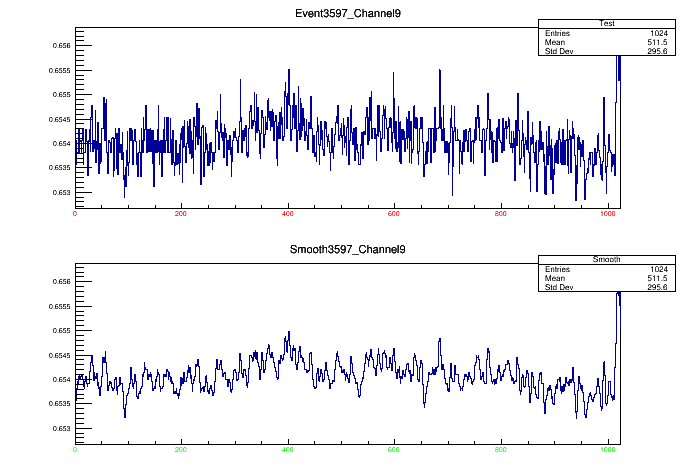 Event3597_Channel9
Test
Entries 1024
Mean 511.5
Std Dev 295.6
0.656
0.6555
0.655
0.6545
0.654
0.6535
0.653
0 200 400 600 800 1000
Smooth3597_Channel9
Smooth
Entries 1024
Mean 511.5
Std Dev 295.6
0.656
0.6555
0.655
0.6545
0.654
0.6535
0.653
0 200 400 600 800 1000